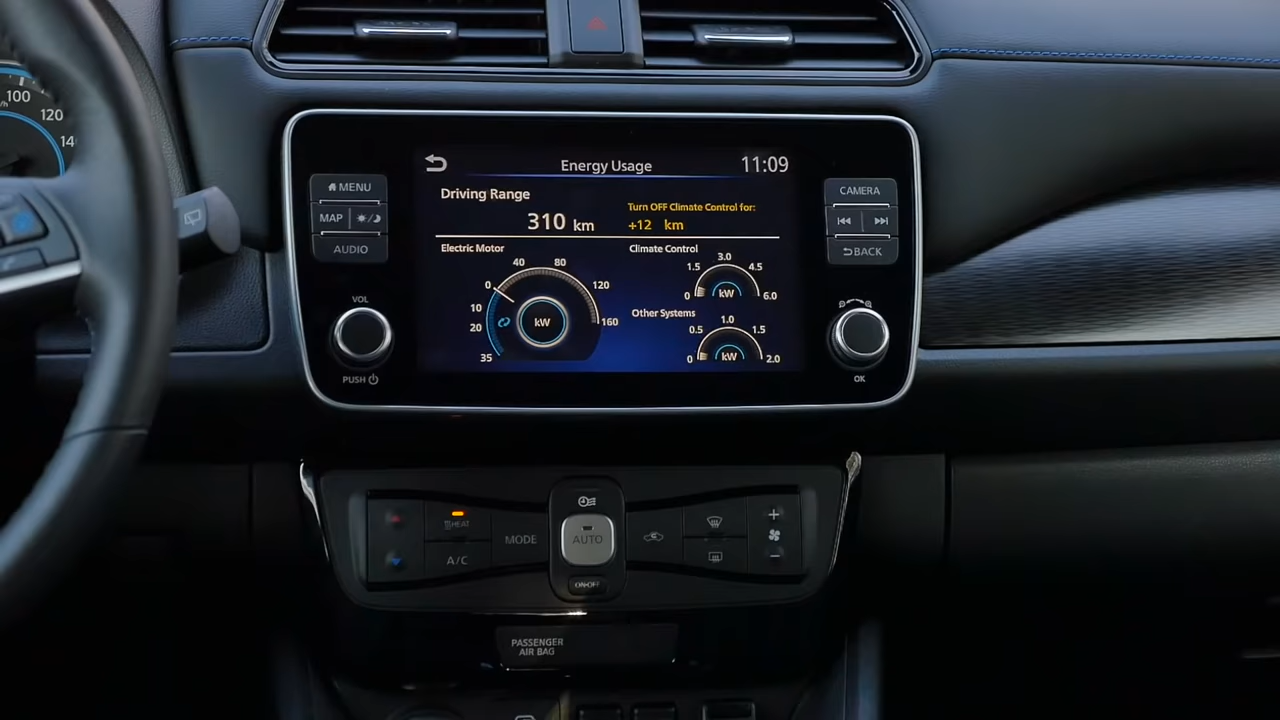 100
120
Energy Usage
11:09
Driving Range
310 km
Turn OFF Climate Control for:
+12 km
Electric Motor
0
40
80
120
160
10
20
35
kW
Climate Control
0
1.5
3.0
4.5
6.0
kW
Other Systems
0
0.5
1.0
1.5
2.0
kW
MENU
MAP
AUDIO
VOL
PUSH
CAMERA
BACK
OK
HEAT
A/C
MODE
AUTO
ON•OFF
PASSENGER
AIR BAG